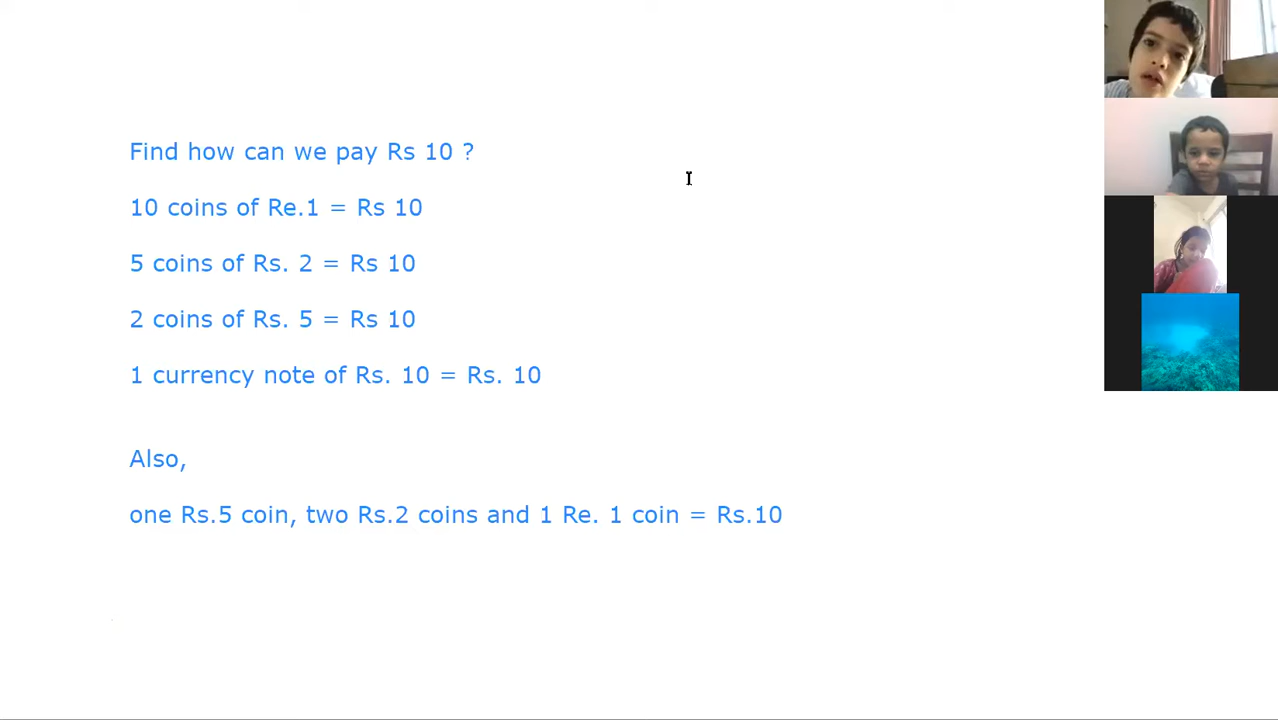 Find how can we pay Rs 10 ?
10 coins of Re.1 = Rs 10
5 coins of Rs. 2 = Rs 10
2 coins of Rs. 5 = Rs 10
1 currency note of Rs. 10 = Rs. 10
Also,
one Rs.5 coin, two Rs.2 coins and 1 Re. 1 coin = Rs.10